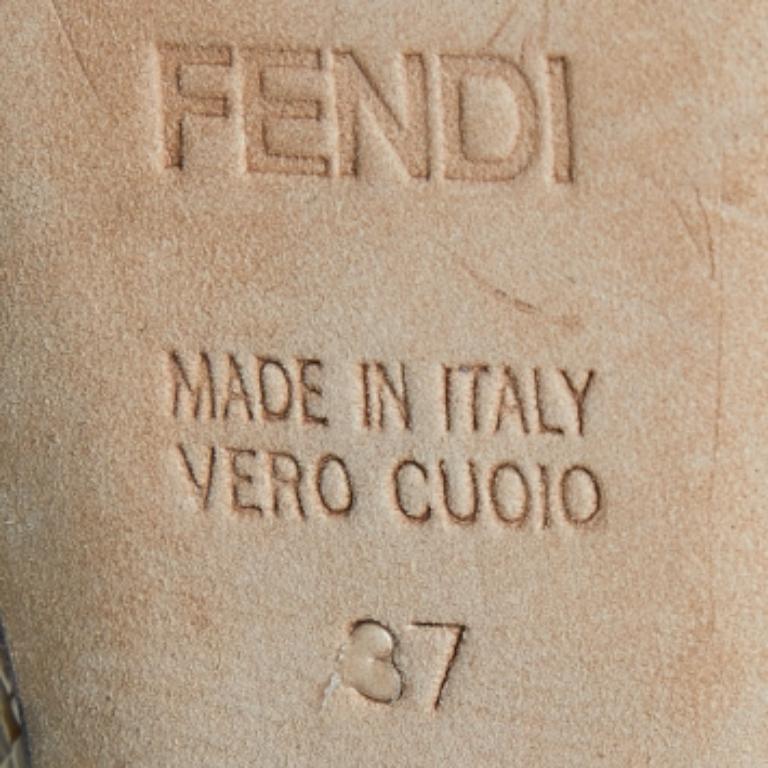 FENDI
MADE IN ITALY
VERO CUOIO
37